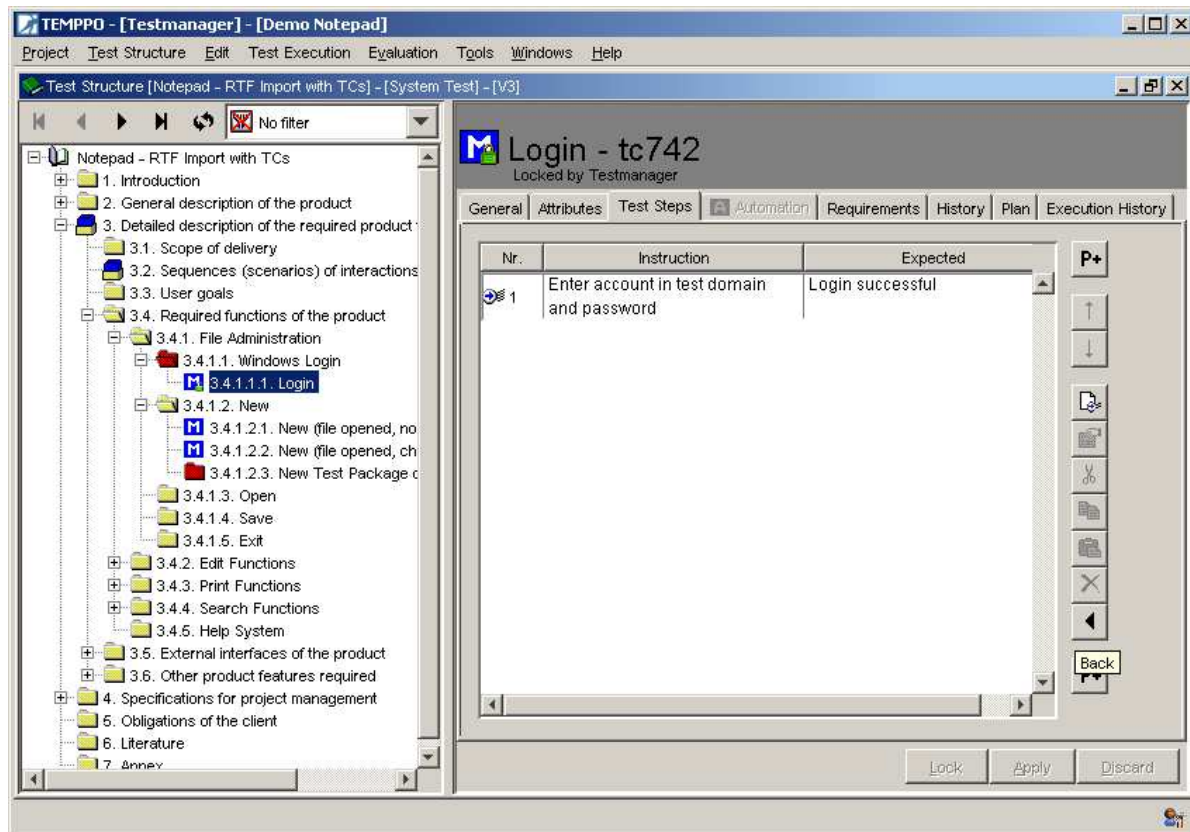 TEMPPO - [Testmanager] - [Demo Notepad]
Project Test Structure Edit Test Execution Evaluation Tools Windows Help
Test Structure [Notepad - RTF Import with TCs] - [System Test] - [V3]
No filter
Notepad - RTF Import with TCs
1. Introduction
2. General description of the product
3. Detailed description of the required product
3.1. Scope of delivery
3.2. Sequences (scenarios) of interactions
3.3. User goals
3.4. Required functions of the product
3.4.1. File Administration
3.4.1.1. Windows Login
M 3.4.1.1.1. Login
3.4.1.2. New
M 3.4.1.2.1. New (file opened, no
M 3.4.1.2.2. New (file opened, ch
3.4.1.2.3. New Test Package
3.4.1.3. Open
3.4.1.4. Save
3.4.1.5. Exit
3.4.2. Edit Functions
3.4.3. Print Functions
3.4.4. Search Functions
3.4.5. Help System
3.5. External interfaces of the product
3.6. Other product features required
4. Specifications for project management
5. Obligations of the client
6. Literature
7. Annex
M Login - tc742
Locked by Testmanager
General Attributes Test Steps A Automation Requirements History Plan Execution History
Nr. Instruction Expected
1 Enter account in test domain Login successful
and password
P+
Back
P+
Lock Apply Discard